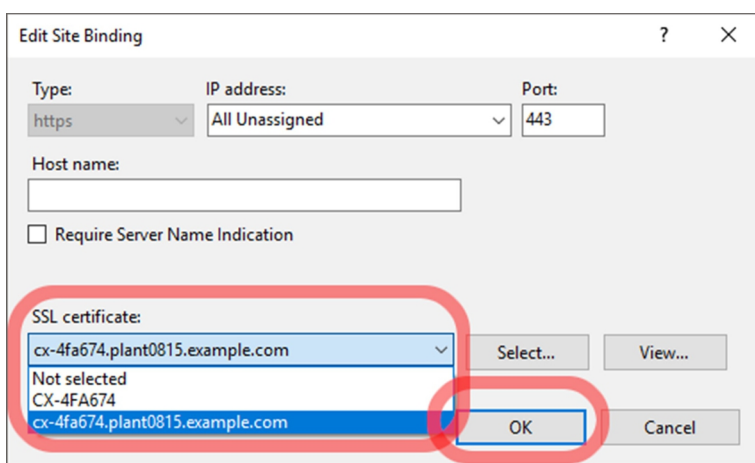 Edit Site Binding
?
Type:
IP address:
Port:
https
All Unassigned
443
Host name:
Require Server Name Indication
SSL certificate:
cx-4fa674.plant0815.example.com
Select...
View...
Not selected
CX-4FA674
cx-4fa674.plant0815.example.com
OK
Cancel